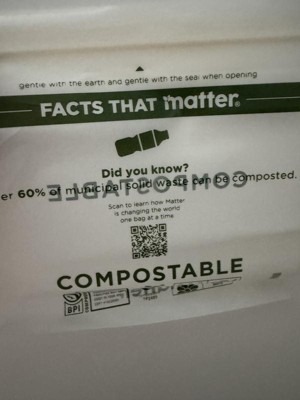 gentle with the earth and gentle with the seal when opening
FACTS THAT matter.
Did you know?
er 60% of municipal solid waste can be composted.
COMPOSTABLE
Scan to learn how Matter
is changing the world
one bag at a time
COMPOSTABLE
BPI